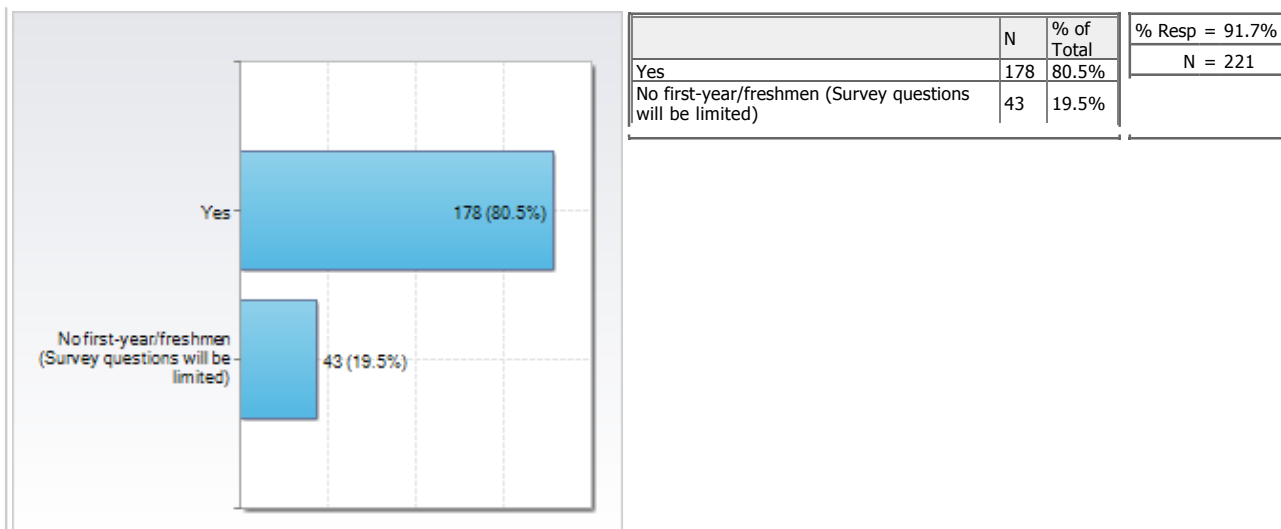 Yes
178 (80.5%)
No first-year/freshmen
(Survey questions will be
limited)
43 (19.5%)
N % of
Total
Yes 178 80.5%
No first-year/freshmen (Survey questions
will be limited) 43 19.5%
% Resp = 91.7%
N = 221